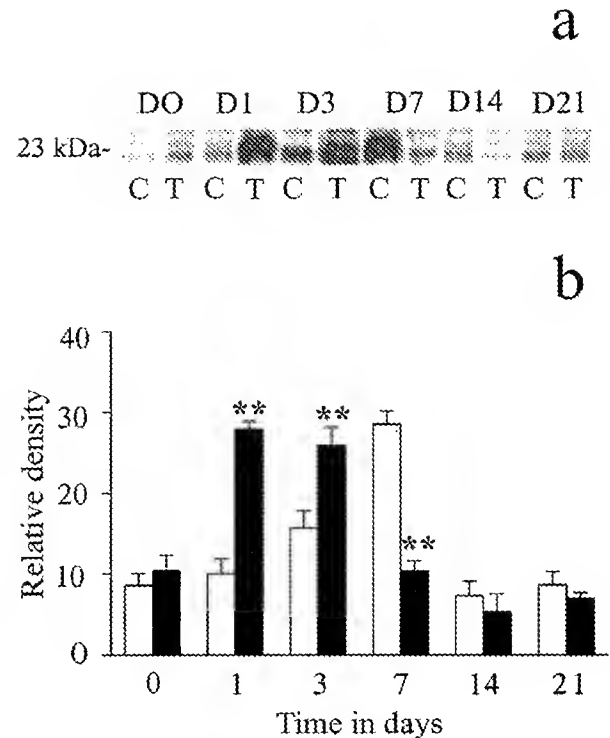 a
DO D1 D3 D7 D14 D21
23 kDa-
C T C T C T C T C T C T
b
40
30
20
10
0
Relative density
** **
**
0 1 3 7 14 21
Time in days